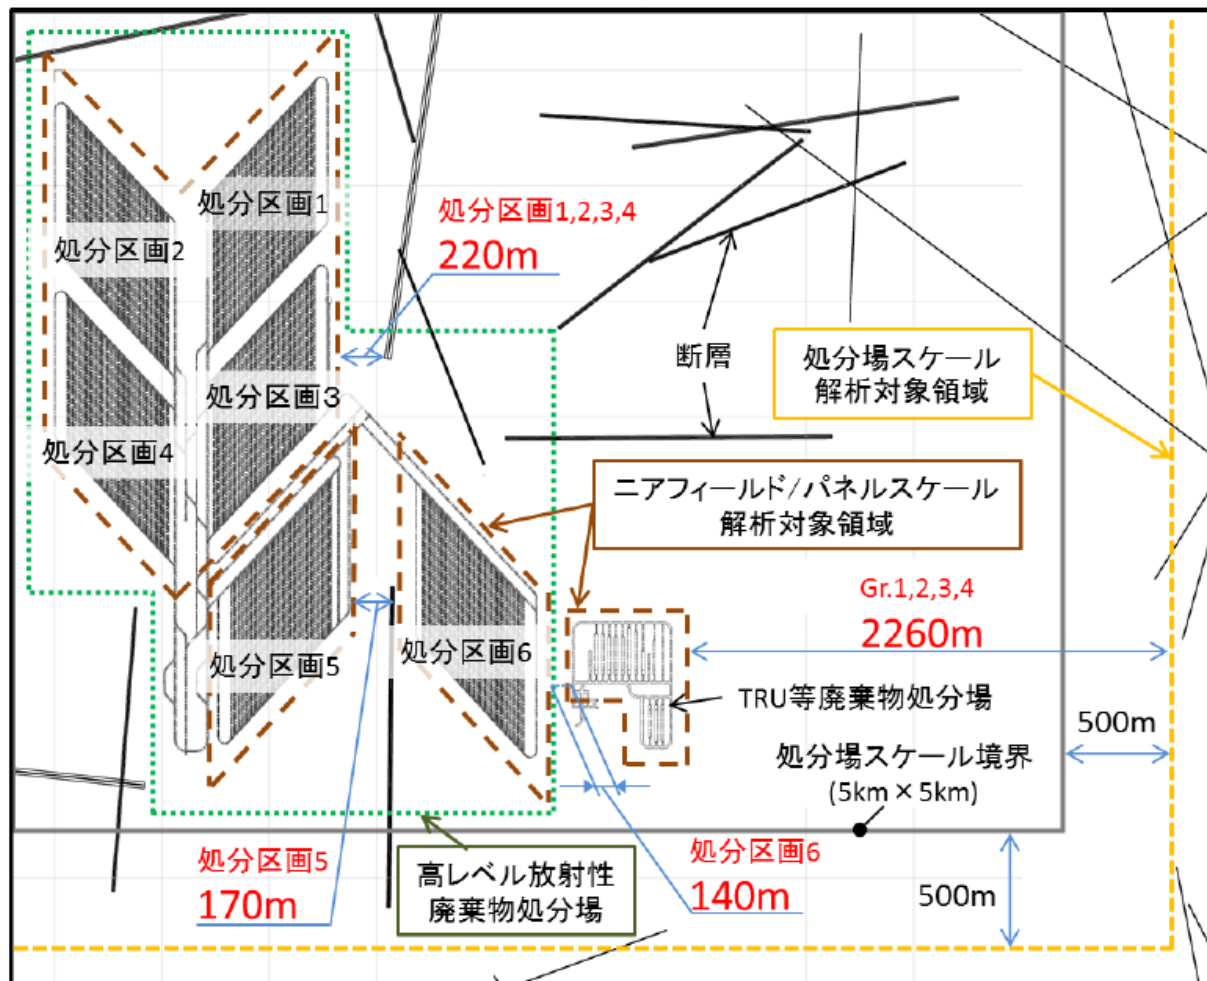 処分区画1
処分区画2
処分区画1,2,3,4
220m
断層
処分場スケール
解析対象領域
処分区画3
処分区画4
ニアフィールド/パネルスケール
解析対象領域
Gr.1,2,3,4
2260m
処分区画5
処分区画6
TRU等廃棄物処分場
500m
処分場スケール境界
(5km×5km)
処分区画5
170m
高レベル放射性
廃棄物処分場
処分区画6
140m
500m